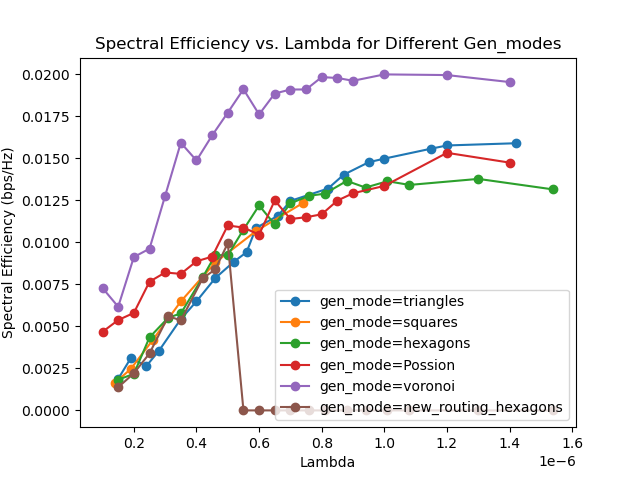 Spectral Efficiency vs. Lambda for Different Gen_modes
Spectral Efficiency (bps/Hz)
0.0200
0.0175
0.0150
0.0125
0.0100
0.0075
0.0050
0.0025
0.0000
gen_mode=triangles
gen_mode=squares
gen_mode=hexagons
gen_mode=Possion
gen_mode=voronoi
gen_mode=new_routing_hexagons
0.2 0.4 0.6 0.8 1.0 1.2 1.4 1.6
Lambda
1e−6